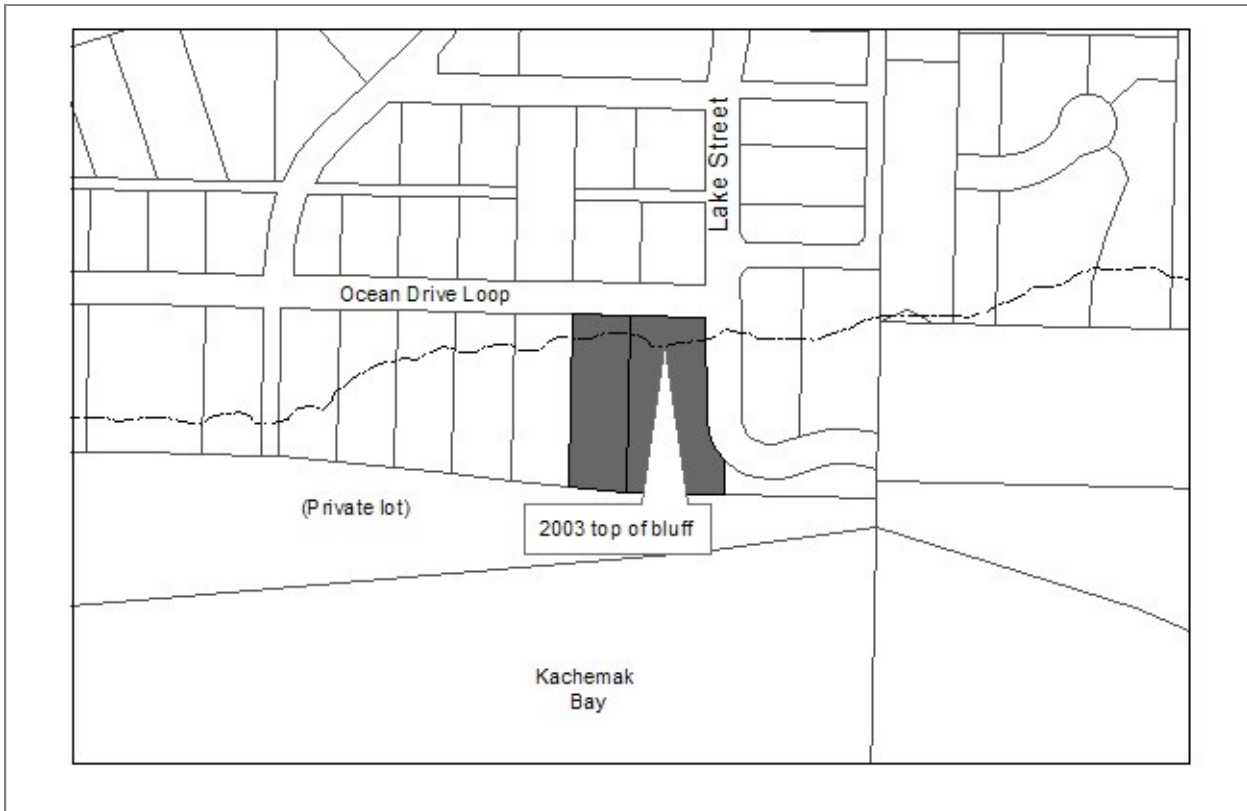 Lake Street
Ocean Drive Loop
(Private lot)
2003 top of bluff
Kachemak
Bay